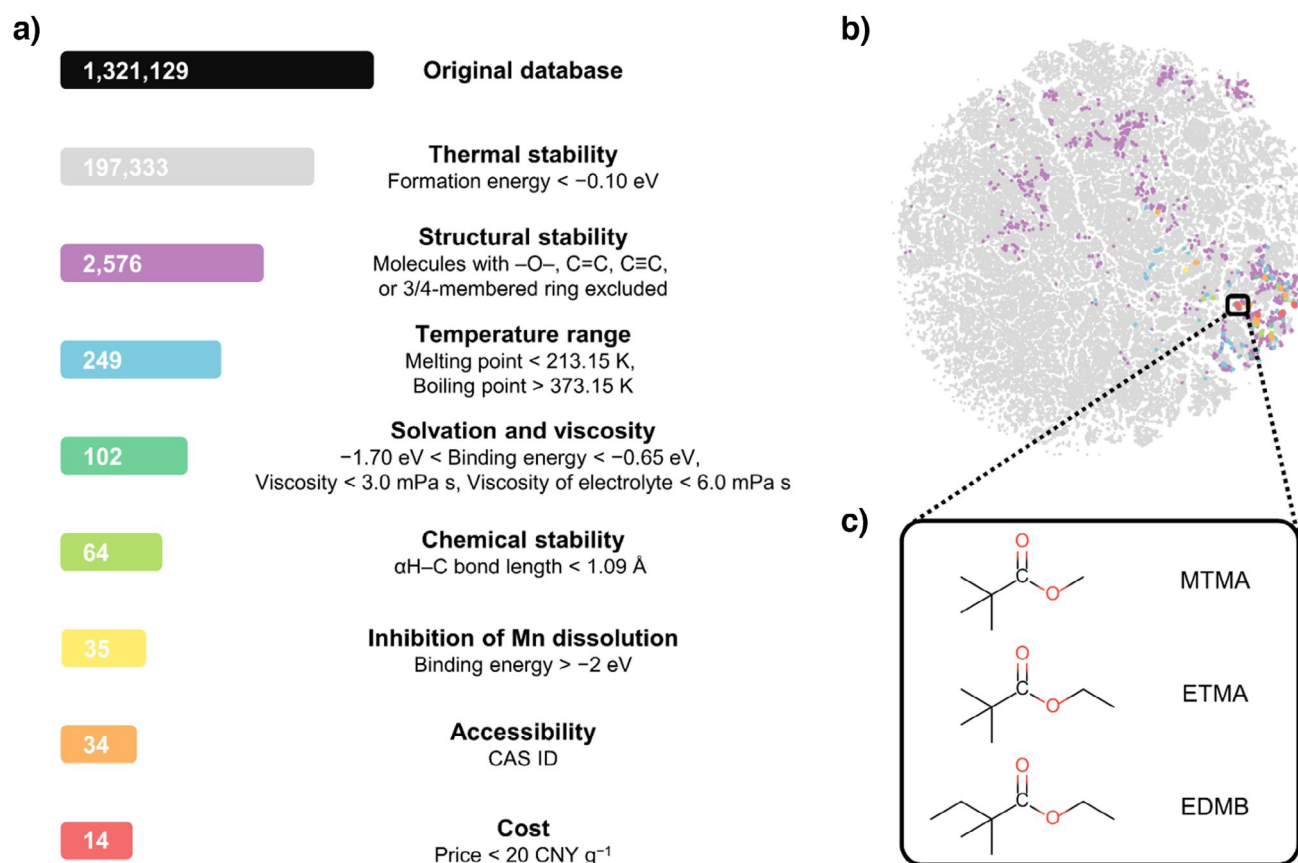 a)
1,321,129
Original database
197,333
Thermal stability
Formation energy < −0.10 eV
2,576
Structural stability
Molecules with –O–, C=C, C≡C,
or 3/4-membered ring excluded
249
Temperature range
Melting point < 213.15 K,
Boiling point > 373.15 K
102
Solvation and viscosity
−1.70 eV < Binding energy < −0.65 eV,
Viscosity < 3.0 mPa s, Viscosity of electrolyte < 6.0 mPa s
64
Chemical stability
αH–C bond length < 1.09 Å
35
Inhibition of Mn dissolution
Binding energy > −2 eV
34
Accessibility
CAS ID
14
Cost
Price < 20 CNY g⁻¹
b)
c)
O
C
O
MTMA
O
C
O
ETMA
O
C
O
EDMB